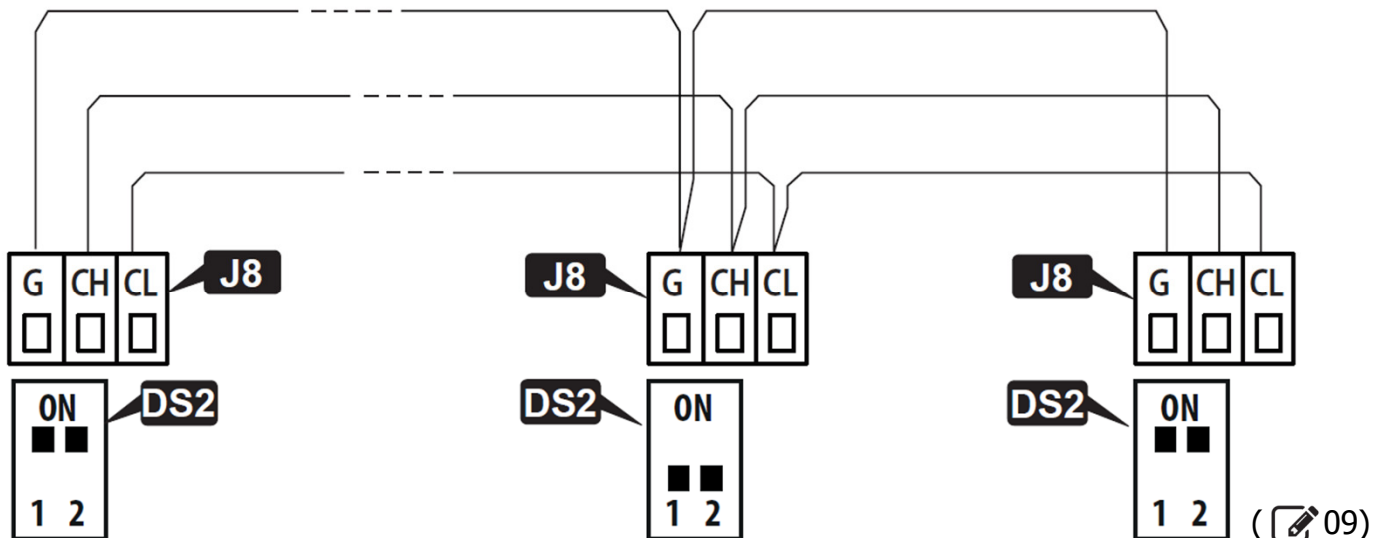 G CH CL J8
J8 G CH CL
J8 G CH CL
ON DS2
1 2
DS2 ON
1 2
DS2 ON
1 2
( 09)